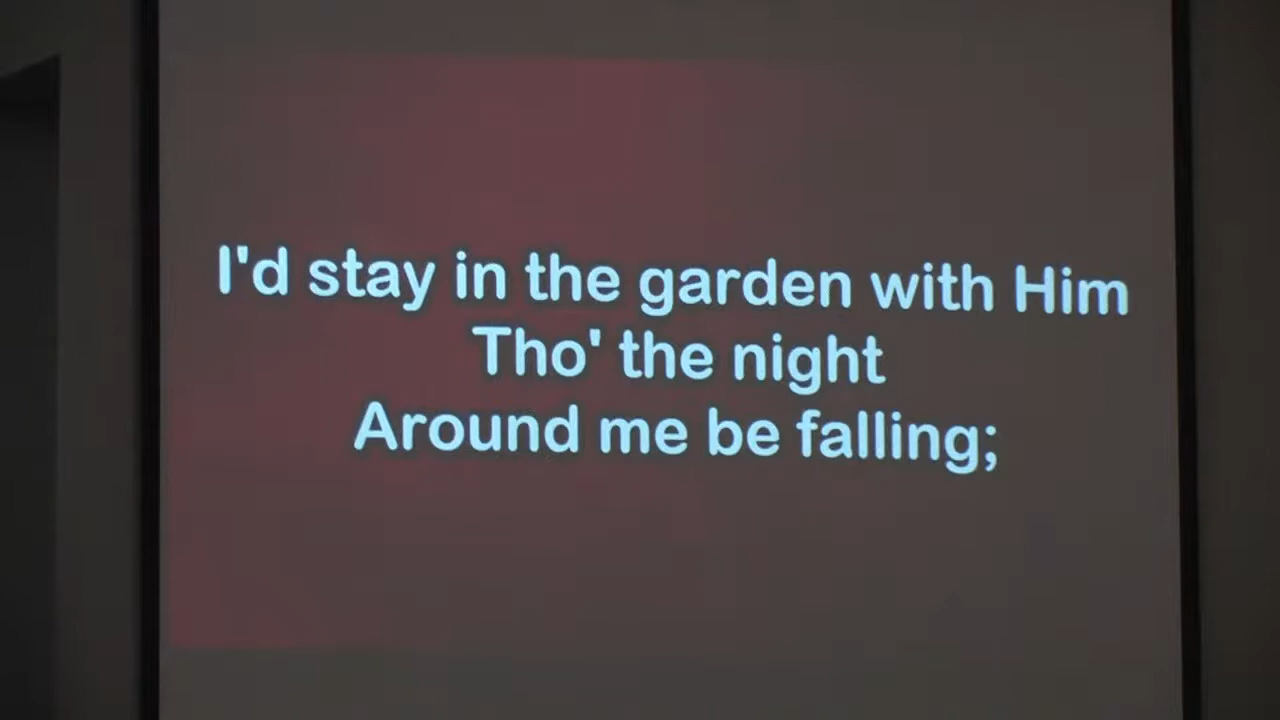 I'd stay in the garden with Him
Tho' the night
Around me be falling;